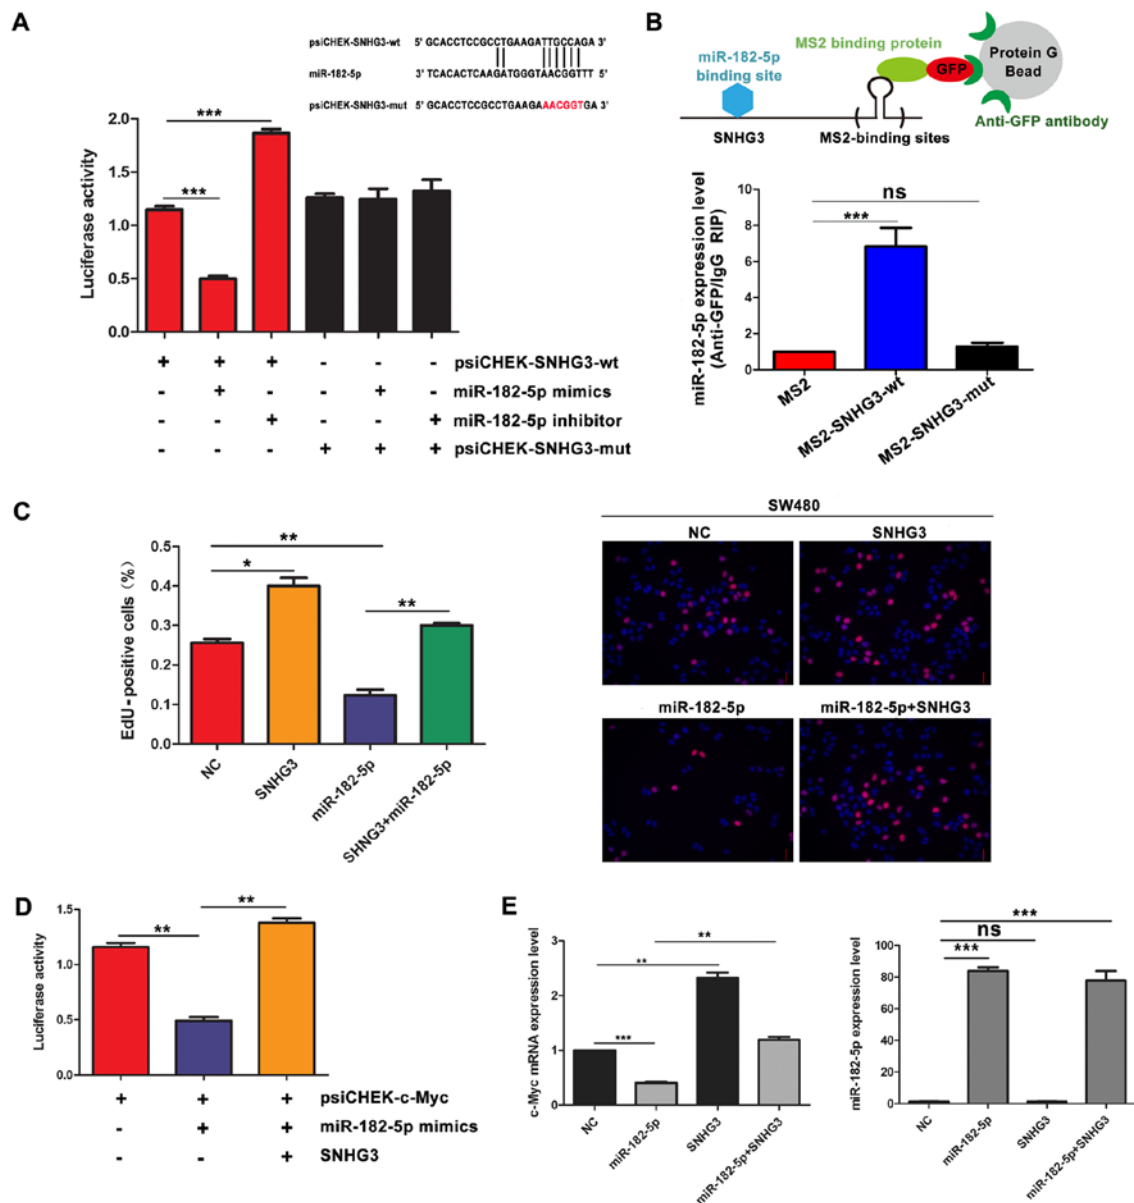 A
psiCHEK-SNHG3-wt 5' GCACCTCCGCCTGAAGATTGCCAGA 3'
miR-182-5p 3' TCACACTCAAGATGGGTAACGGTTT 5'
psiCHEK-SNHG3-mut 5' GCACCTCCGCCTGAAGAAACGGTGA 3'
Luciferase activity
2.0
1.5
1.0
0.5
0.0
***
***
+ + + - - - psiCHEK-SNHG3-wt
- + - - + - miR-182-5p mimics
- - + - - + miR-182-5p inhibitor
- - - + + + psiCHEK-SNHG3-mut
B
miR-182-5p
binding site
SNHG3
MS2 binding protein
GFP
Protein G
Bead
Anti-GFP antibody
MS2-binding sites
miR-182-5p expression level
(Anti-GFP/IgG RIP)
10
8
6
4
2
0
ns
***
MS2
MS2-SNHG3-wt
MS2-SNHG3-mut
C
EdU-positive cells (%)
0.5
0.4
0.3
0.2
0.1
0.0
**
*
**
NC
SNHG3
miR-182-5p
SHNG3+miR-182-5p
SW480
NC
SNHG3
miR-182-5p
miR-182-5p+SNHG3
D
Luciferase activity
1.5
1.0
0.5
0.0
**
**
+ + + psiCHEK-c-Myc
- + + miR-182-5p mimics
- - + SNHG3
E
c-Myc mRNA expression level
3
2
1
0
**
**
***
NC
miR-182-5p
SNHG3
miR-182-5p+SNHG3
miR-182-5p expression level
100
80
60
40
20
0
***
ns
***
NC
miR-182-5p
SNHG3
miR-182-5p+SNHG3